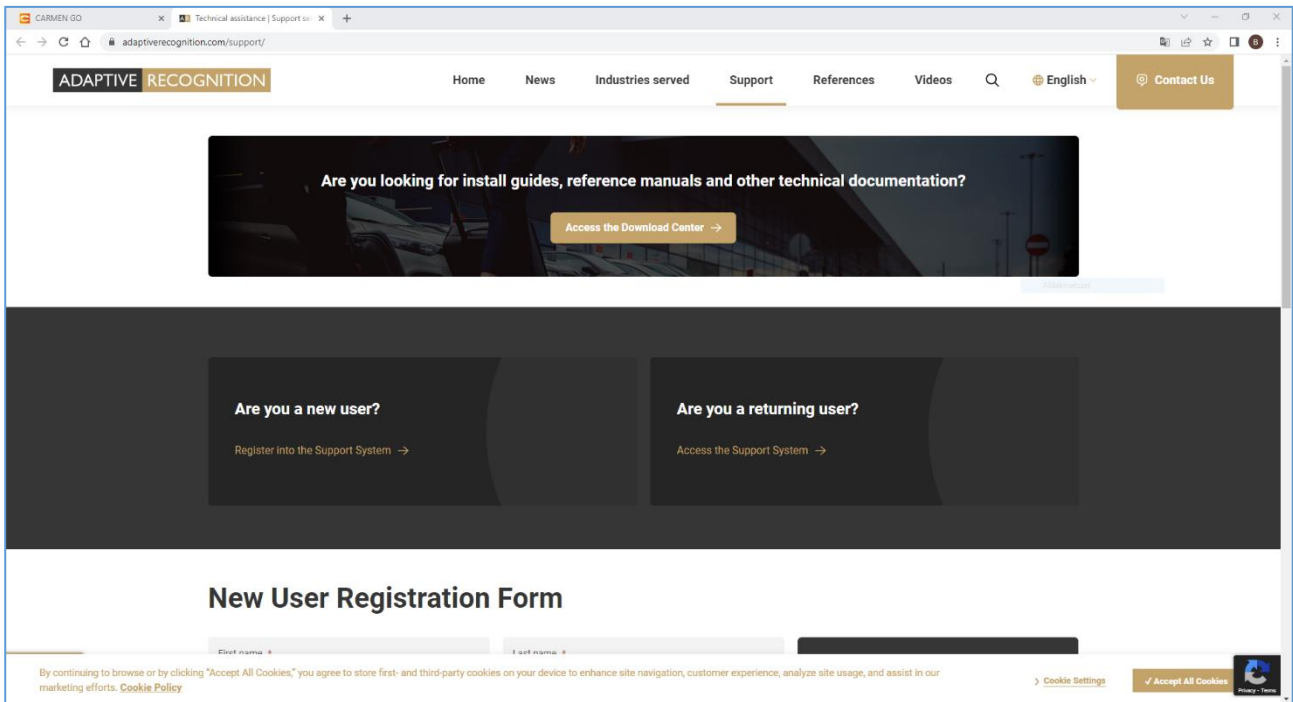 CARMEN GO
Technical assistance | Support se
adaptiverecognition.com/support/
B
ADAPTIVE RECOGNITION
Home News Industries served Support References Videos English Contact Us
Are you looking for install guides, reference manuals and other technical documentation?
Access the Download Center →
Are you a new user?
Register into the Support System →
Are you a returning user?
Access the Support System →
New User Registration Form
First name *
Last name *
By continuing to browse or by clicking "Accept All Cookies," you agree to store first- and third-party cookies on your device to enhance site navigation, customer experience, analyze site usage, and assist in our
marketing efforts. Cookie Policy
Cookie Settings
✓ Accept All Cookies
Privacy - Terms